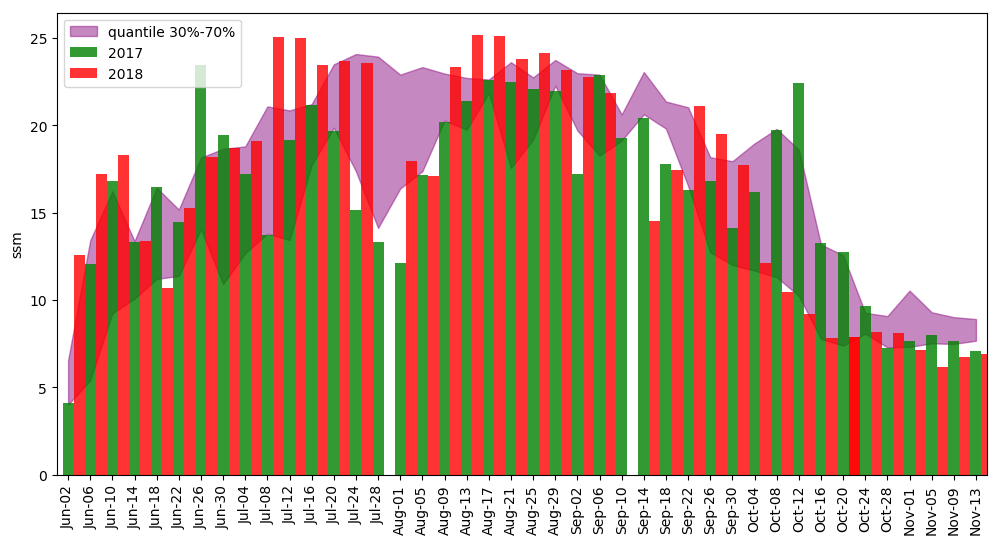 quantile 30%-70%
2017
2018
ssm
25
20
15
10
5
0
Jun-02
Jun-06
Jun-10
Jun-14
Jun-18
Jun-22
Jun-26
Jun-30
Jul-04
Jul-08
Jul-12
Jul-16
Jul-20
Jul-24
Jul-28
Aug-01
Aug-05
Aug-09
Aug-13
Aug-17
Aug-21
Aug-25
Aug-29
Sep-02
Sep-06
Sep-10
Sep-14
Sep-18
Sep-22
Sep-26
Sep-30
Oct-04
Oct-08
Oct-12
Oct-16
Oct-20
Oct-24
Oct-28
Nov-01
Nov-05
Nov-09
Nov-13